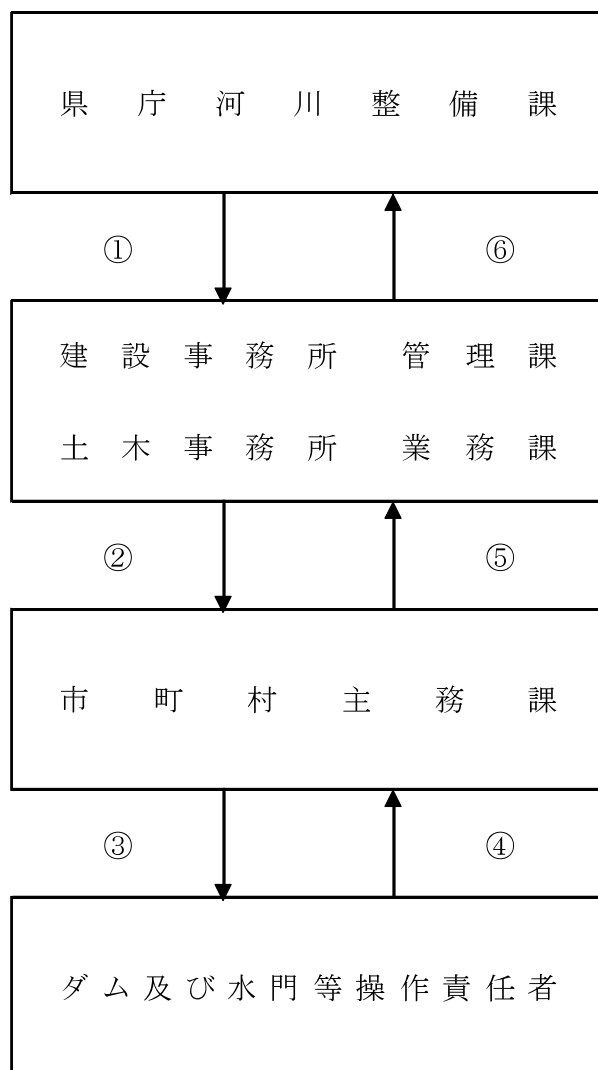 県庁河川整備課
① ⑥
建設事務所 管理課
土木事務所 業務課
② ⑤
市町村主務課
③ ④
ダム及び水門等操作責任者